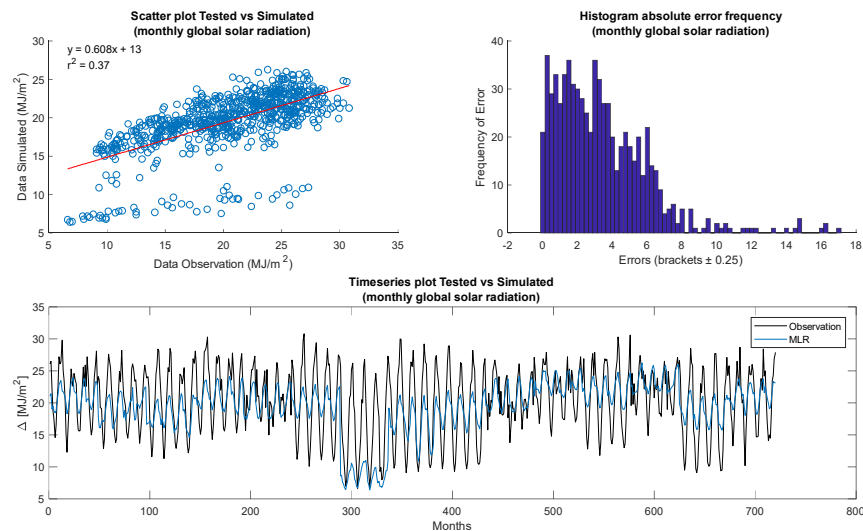 Scatter plot Tested vs Simulated
(monthly global solar radiation)
y = 0.608x + 13
r² = 0.37
30
25
20
15
10
5
5
10
15
20
25
30
35
Data Simulated (MJ/m²)
Data Observation (MJ/m²)
Histogram absolute error frequency
(monthly global solar radiation)
40
30
20
10
0
-2
0
2
4
6
8
10
12
14
16
18
Frequency of Error
Errors (brackets ± 0.25)
Timeseries plot Tested vs Simulated
(monthly global solar radiation)
35
30
25
20
15
10
5
0
100
200
300
400
500
600
700
800
Δ [MJ/m²]
Months
Observation
MLR